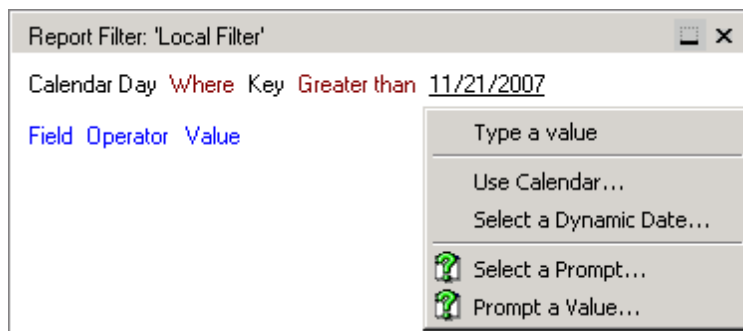 Report Filter: 'Local Filter'
Calendar Day Where Key Greater than 11/21/2007
Field Operator Value
Type a value
Use Calendar...
Select a Dynamic Date...
Select a Prompt...
Prompt a Value...